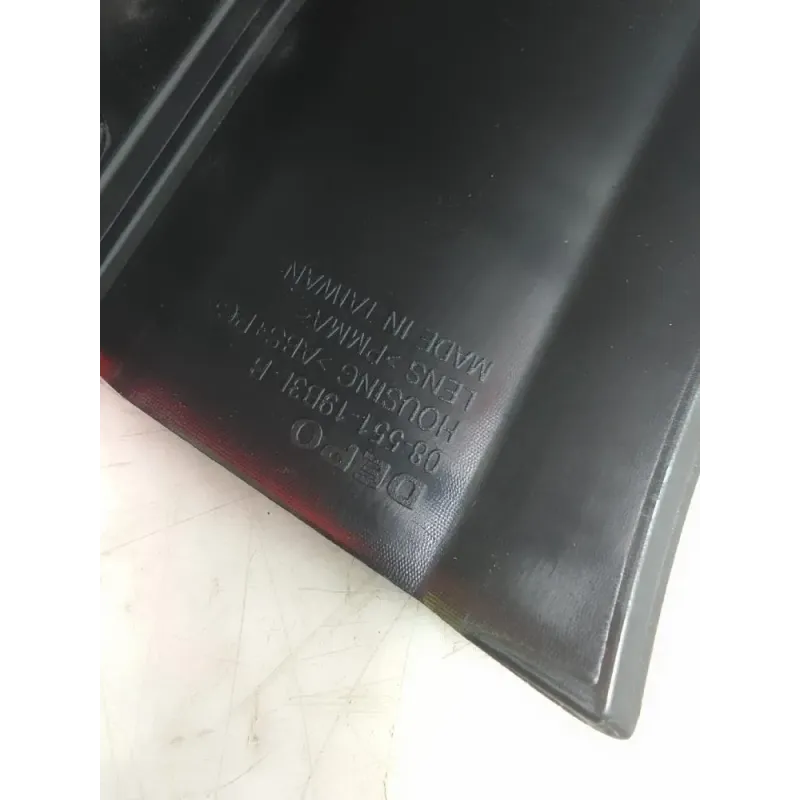 DEPO
08-551-19B3L-B
HOUSING >ABS+PC<
LENS >PMMA<
MADE IN TAIWAN